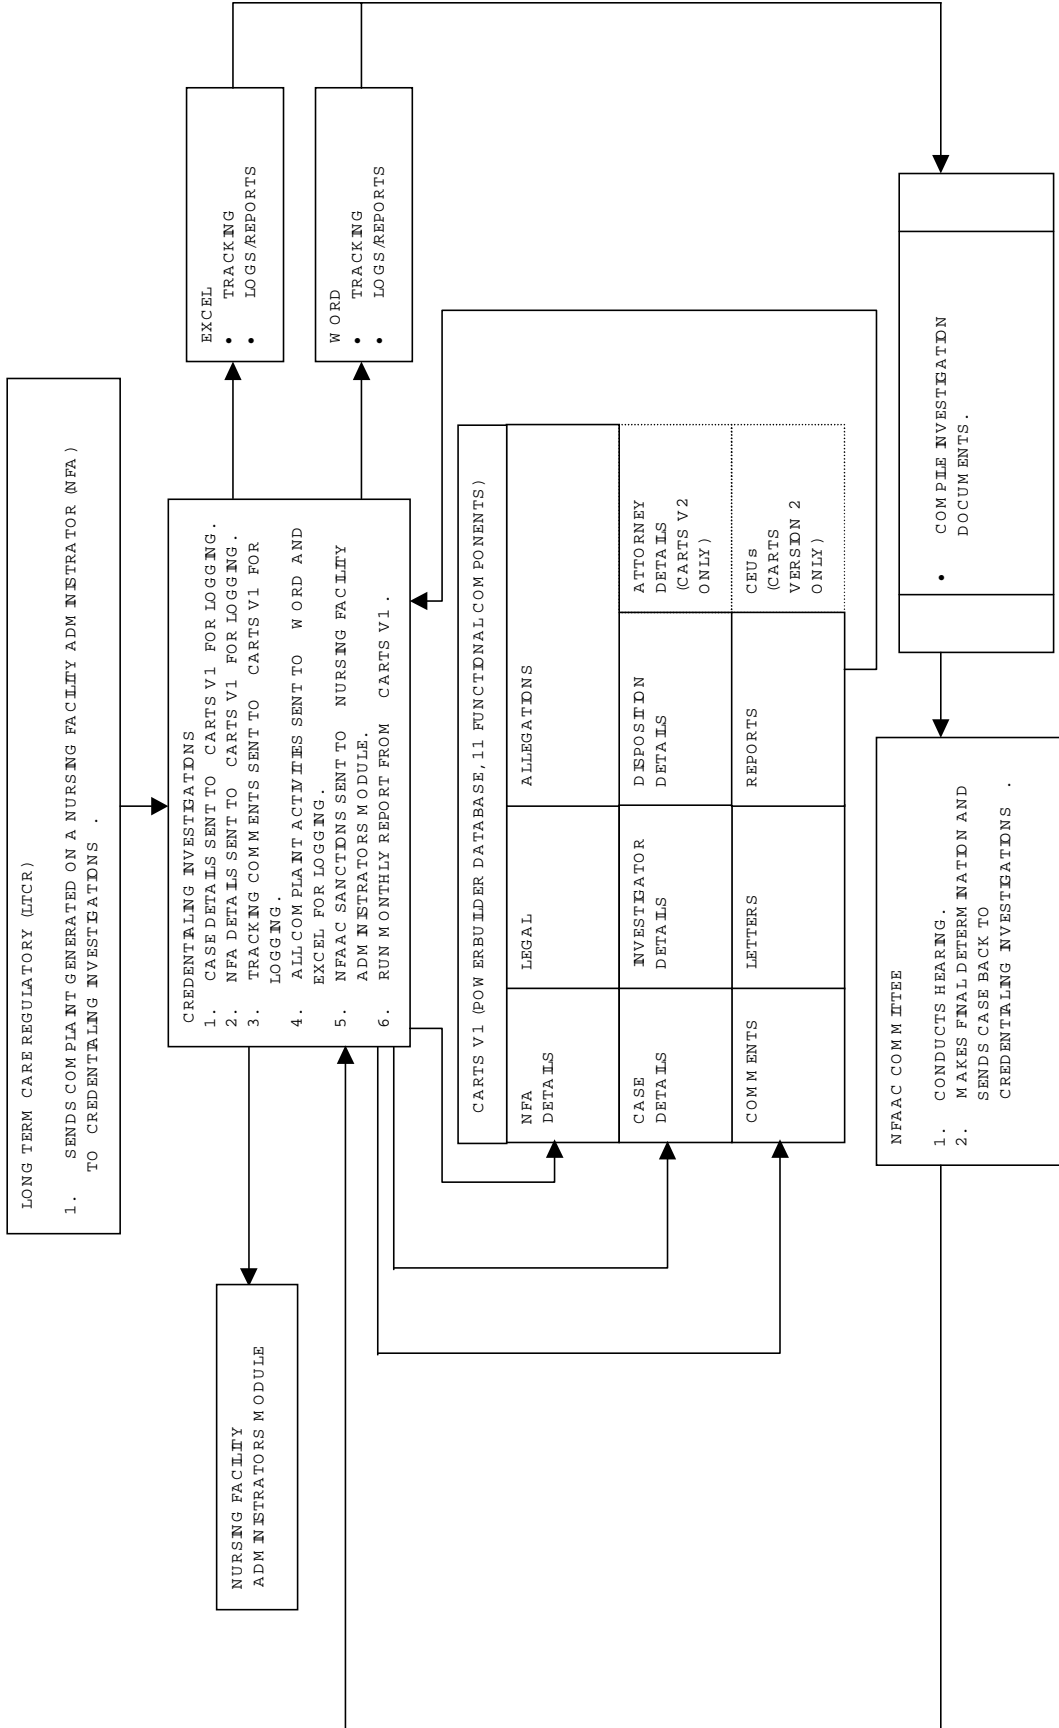 LONG TERM CARE REGULATORY (LTCR)
1. SENDS COMPLAINT GENERATED ON A NURSING FACILITY ADMINISTRATOR (NFA)
TO CREDENTIALING INVESTIGATIONS .
NURSING FACILITY
ADMINISTRATORS MODULE
CREDENTIALING INVESTIGATIONS
1. CASE DETAILS SENT TO CARTS V1 FOR LOGGING.
2. NFA DETAILS SENT TO CARTS V1 FOR LOGGING.
3. TRACKING COMMENTS SENT TO CARTS V1 FOR
LOGGING.
4. ALL COMPLAINT ACTIVITIES SENT TO WORD AND
EXCEL FOR LOGGING.
5. NFAAC SANCTIONS SENT TO NURSING FACILITY
ADMINISTRATORS MODULE.
6. RUN MONTHLY REPORT FROM CARTS V1.
EXCEL
• TRACKING
• LOGS/REPORTS
WORD
• TRACKING
• LOGS/REPORTS
CARTS V1 (POWERBUILDER DATABASE, 11 FUNCTIONAL COMPONENTS)
NFA
DETAILS
LEGAL
ALLEGATIONS
CASE
DETAILS
INVESTIGATOR
DETAILS
DISPOSITION
DETAILS
ATTORNEY
DETAILS
(CARTS V2
ONLY)
COMMENTS
LETTERS
REPORTS
CEUs
(CARTS
VERSION 2
ONLY)
NFAAC COMMITTEE
1. CONDUCTS HEARING.
2. MAKES FINAL DETERMINATION AND
SENDS CASE BACK TO
CREDENTIALING INVESTIGATIONS .
• COMPILE INVESTIGATION
DOCUMENTS.